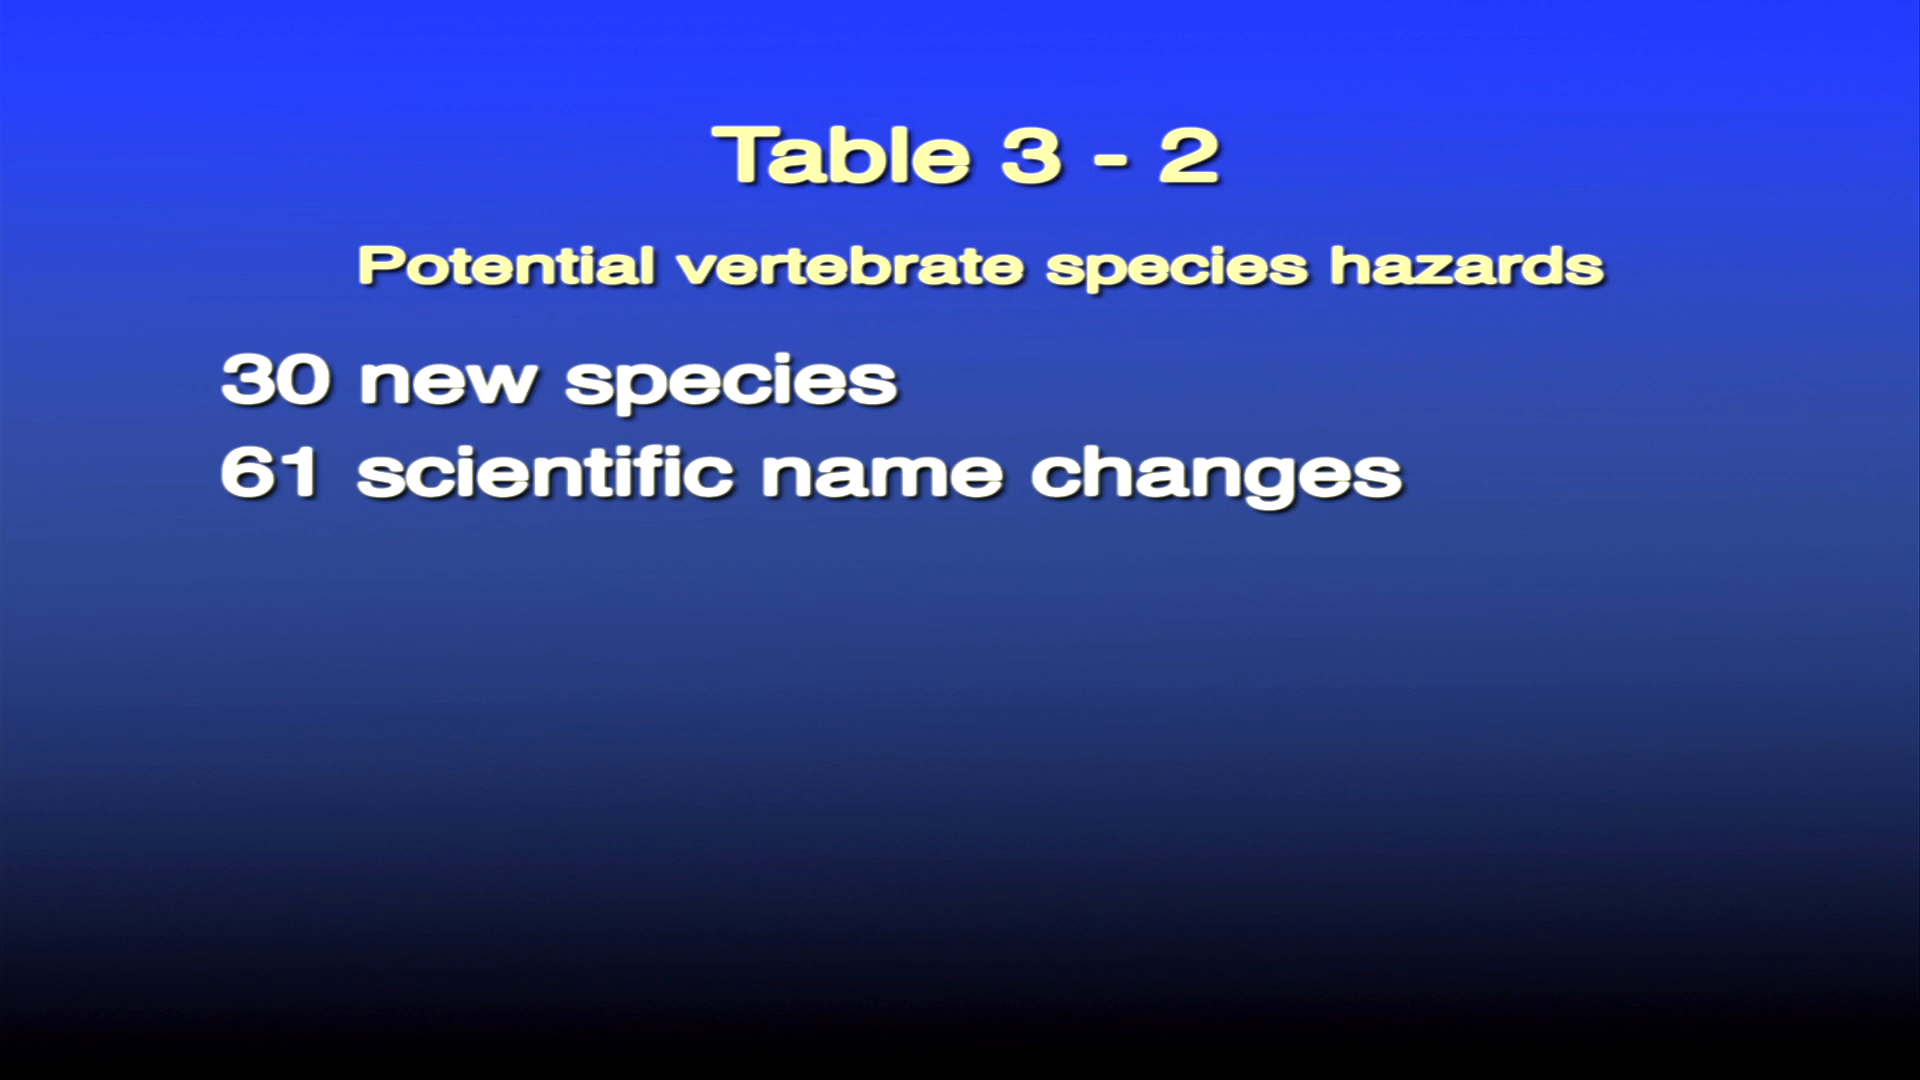 Table 3 - 2
Potential vertebrate species hazards
30 new species
61 scientific name changes